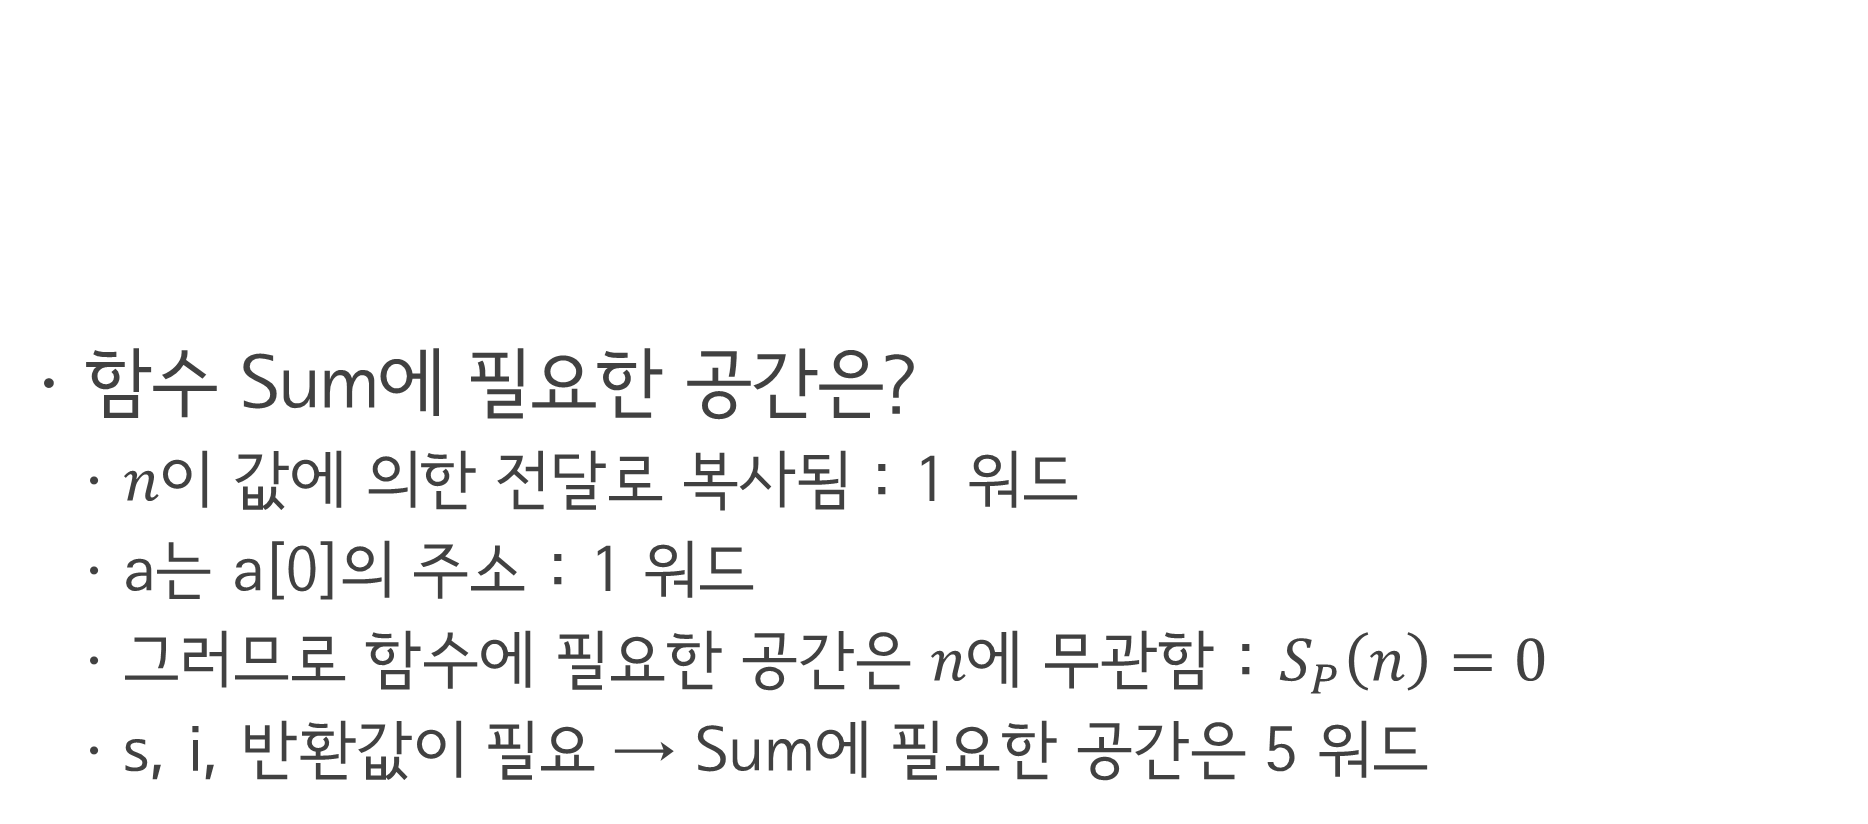 • 함수 Sum에 필요한 공간은?
• n이 값에 의한 전달로 복사됨 : 1 워드
• a는 a[0]의 주소 : 1 워드
• 그러므로 함수에 필요한 공간은 n에 무관함 : S_P(n) = 0
• s, i, 반환값이 필요 → Sum에 필요한 공간은 5 워드